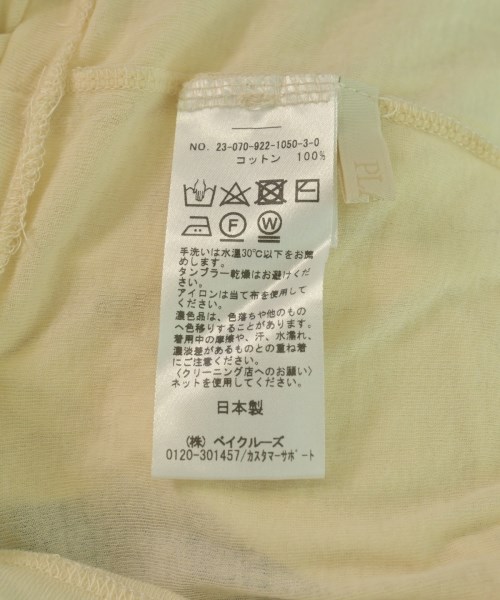 NO. 23-070-922-1050-3-0
コットン 100%
F W
手洗いは水温30℃以下をお薦
めします。
タンブラー乾燥はお避けくだ
さい。
アイロンは当て布を使用して
ください。
濃色品は、色落ちや他のもの
へ色移りすることがあります。
着用中の摩擦や、汗、水濡れ、
濃淡差があるものとの重ね着
にご注意ください。
〈クリーニング店へのお願い〉
ネットを使用してください。
日本製
(株) ベイクルーズ
0120-301457/カスタマーサポート
PLA